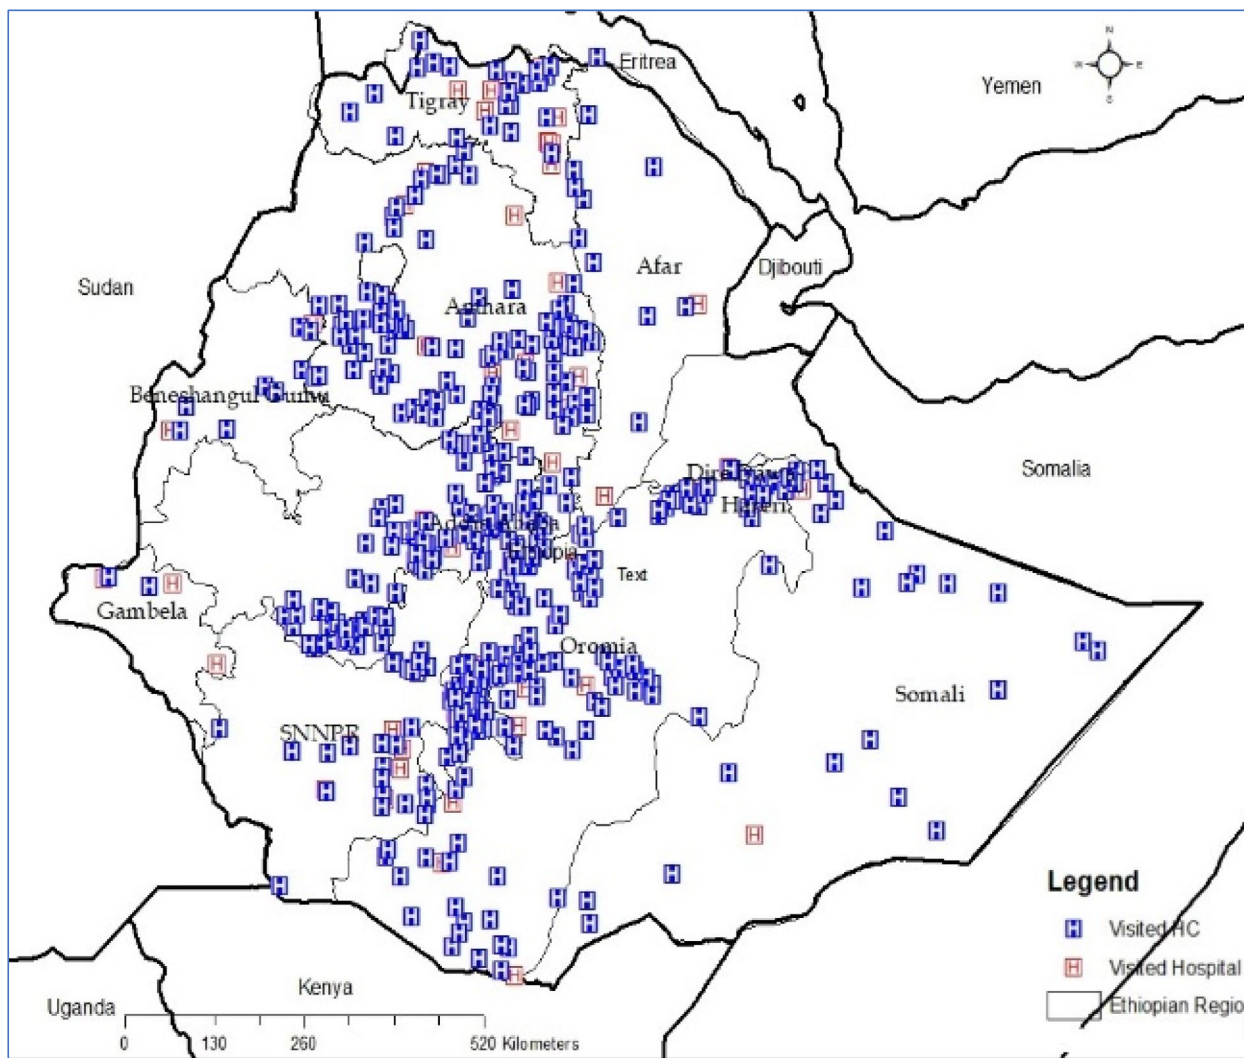 N
W E
S
Eritrea
Yemen
Tigray
Afar
Djibouti
Sudan
Amhara
Beneshangul Gumu
Somalia
Dire Dawa
Hareri
Addis Ababa
Ethiopia
Text
Gambela
Oromia
Somali
SNNPR
Legend
H Visited HC
H Visited Hospital
Ethiopian Regio
Kenya
Uganda
0 130 260 520 Kilometers